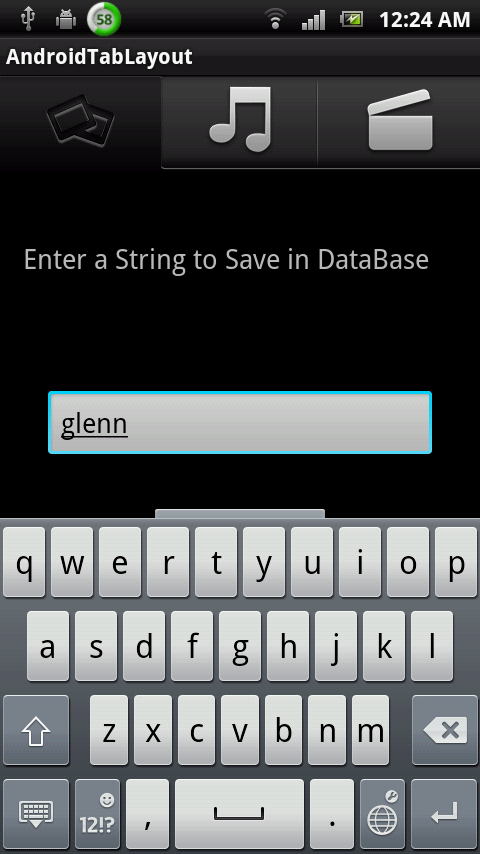 58 12:24 AM
AndroidTabLayout
Enter a String to Save in DataBase
glenn
q w e r t y u i o p
a s d f g h j k l
z x c v b n m
12!? , .